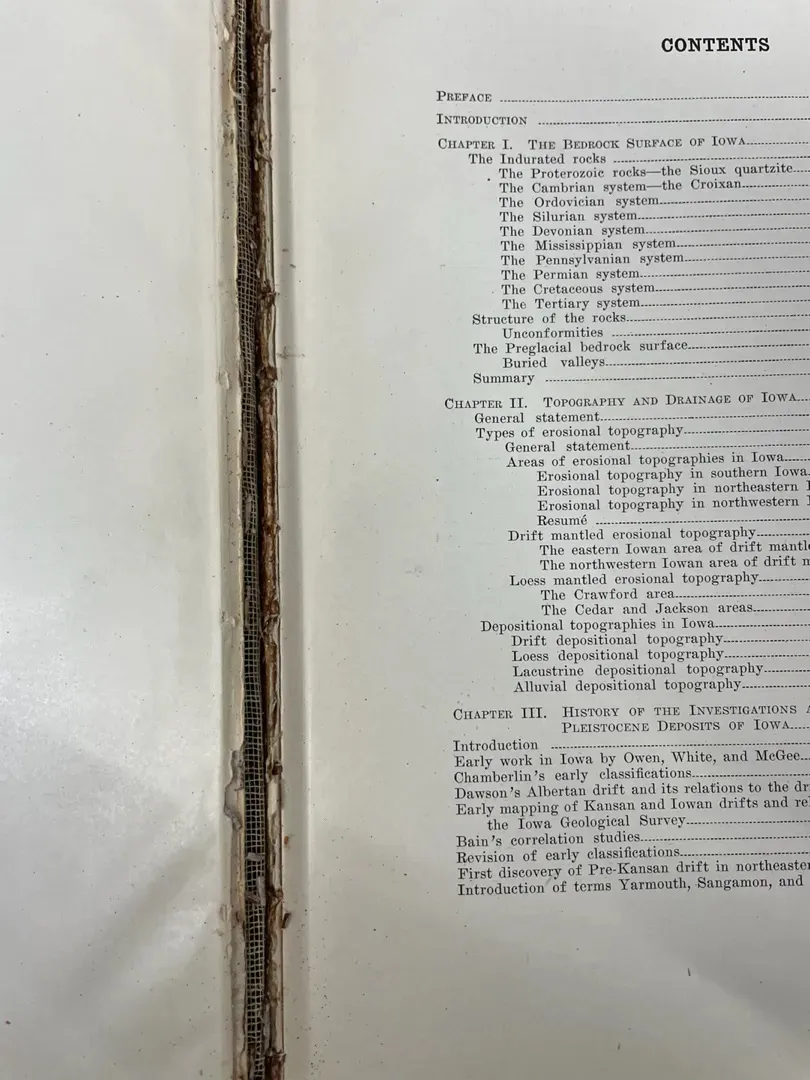 CONTENTS
PREFACE
INTRODUCTION
CHAPTER I. THE BEDROCK SURFACE OF IOWA
The Indurated rocks
The Proterozoic rocks—the Sioux quartzite
The Cambrian system—the Croixan
The Ordovician system
The Silurian system
The Devonian system
The Mississippian system
The Pennsylvanian system
The Permian system
The Cretaceous system
The Tertiary system
Structure of the rocks
Unconformities
The Preglacial bedrock surface
Buried valleys
Summary
CHAPTER II. TOPOGRAPHY AND DRAINAGE OF IOWA
General statement
Types of erosional topography
General statement
Areas of erosional topographies in Iowa
Erosional topography in southern Iowa
Erosional topography in northeastern
Erosional topography in northwestern
Resumé
Drift mantled erosional topography
The eastern Iowan area of drift
The northwestern Iowan area of drift
Loess mantled erosional topography
The Crawford area
The Cedar and Jackson areas
Depositional topographies in Iowa
Drift depositional topography
Loess depositional topography
Lacustrine depositional topography
Alluvial depositional topography
CHAPTER III. HISTORY OF THE INVESTIGATIONS
PLEISTOCENE DEPOSITS OF IOWA
Introduction
Early work in Iowa by Owen, White, and McGee
Chamberlin's early classifications
Dawson's Albertan drift and its relations to the
Early mapping of Kansan and Iowan drifts and
the Iowa Geological Survey
Bain's correlation studies
Revision of early classifications
First discovery of Pre-Kansan drift in
Introduction of terms Yarmouth, Sangamon, and